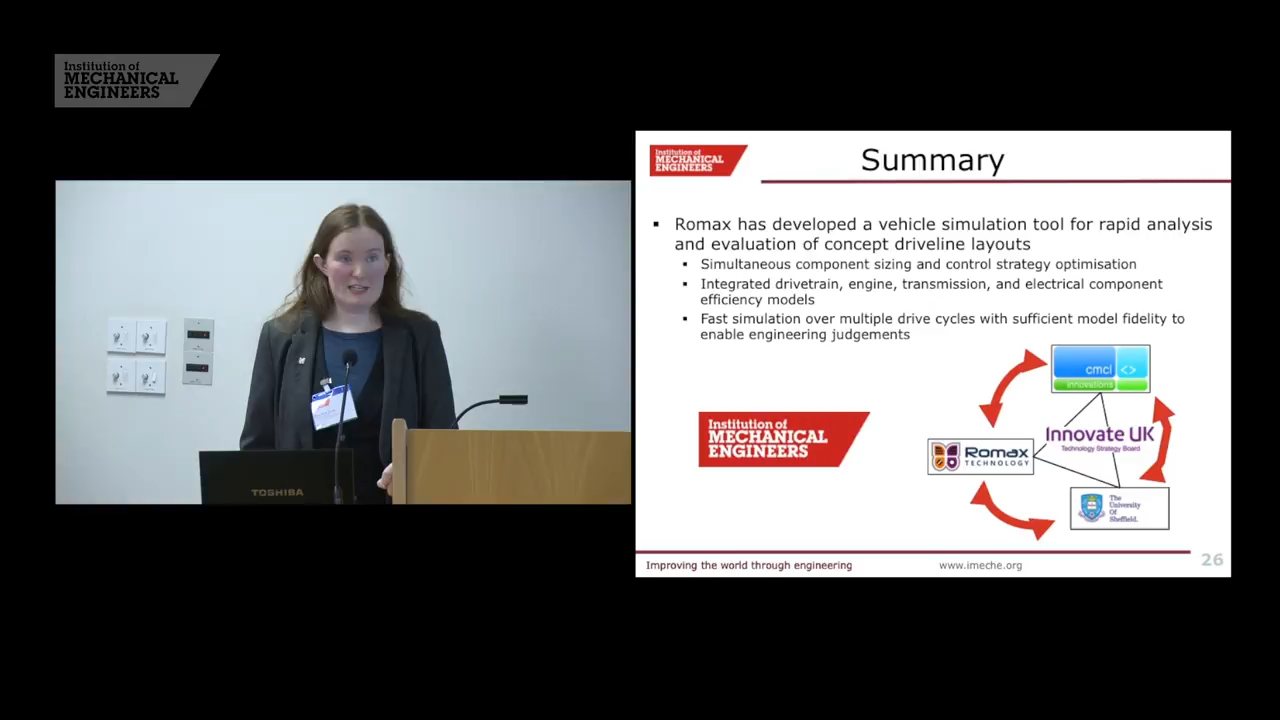 Institution of
MECHANICAL
ENGINEERS
TOSHIBA
Institution of
MECHANICAL
ENGINEERS
Summary
▪ Romax has developed a vehicle simulation tool for rapid analysis
and evaluation of concept driveline layouts
▪ Simultaneous component sizing and control strategy optimisation
▪ Integrated drivetrain, engine, transmission, and electrical component
efficiency models
▪ Fast simulation over multiple drive cycles with sufficient model fidelity to
enable engineering judgements
Institution of
MECHANICAL
ENGINEERS
cmcl <>
innovations
Innovate UK
Technology Strategy Board
Romax
TECHNOLOGY
The
University
Of
Sheffield.
Improving the world through engineering
www.imeche.org
26